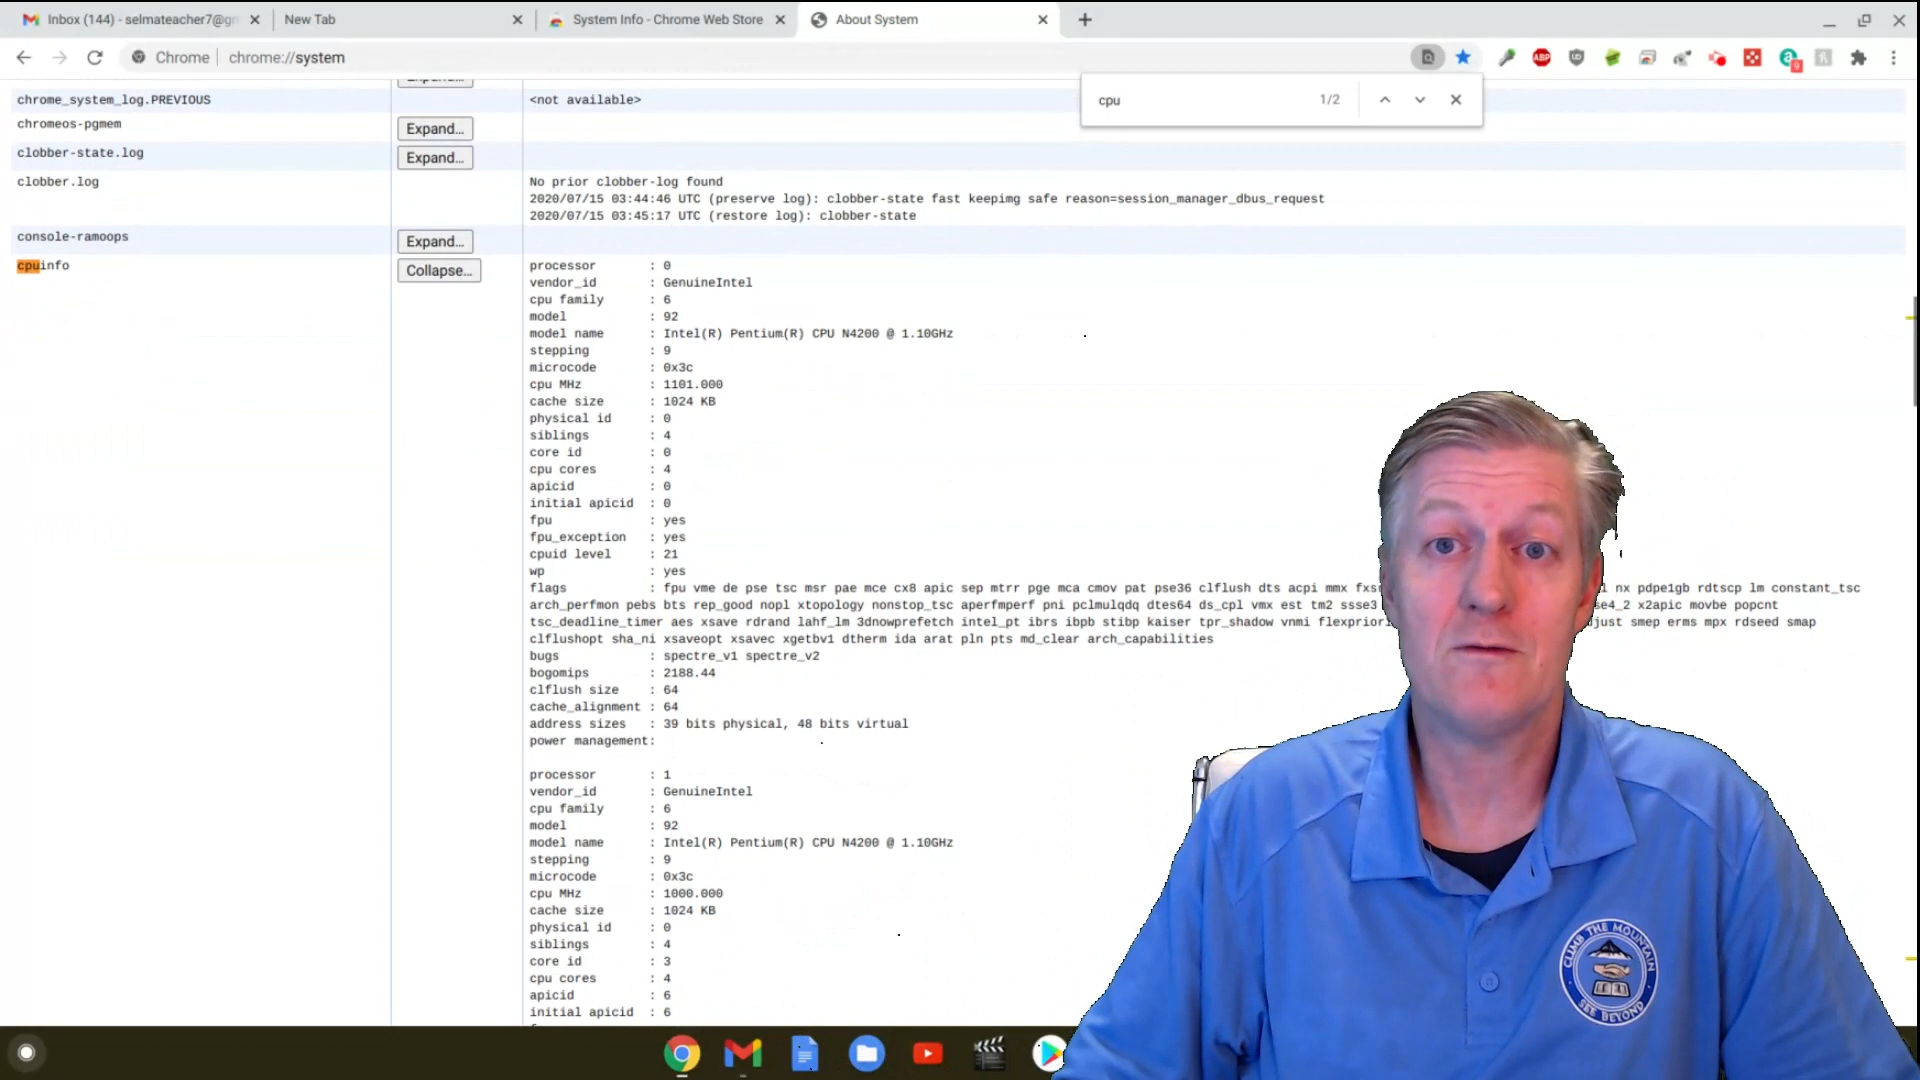 Inbox (144) - selmateacher7@gr
New Tab
System Info - Chrome Web Store
About System
Chrome
chrome://system
ABP
9
cpu
1/2
Expand...
chrome_system_log.PREVIOUS <not available>
chromeos-pgmem Expand...
clobber-state.log Expand...
clobber.log No prior clobber-log found
2020/07/15 03:44:46 UTC (preserve log): clobber-state fast keepimg safe reason=session_manager_dbus_request
2020/07/15 03:45:17 UTC (restore log): clobber-state
console-ramoops Expand...
cpuinfo Collapse... processor : 0
vendor_id : GenuineIntel
cpu family : 6
model : 92
model name : Intel(R) Pentium(R) CPU N4200 @ 1.10GHz
stepping : 9
microcode : 0x3c
cpu MHz : 1101.000
cache size : 1024 KB
physical id : 0
siblings : 4
core id : 0
cpu cores : 4
apicid : 0
initial apicid : 0
fpu : yes
fpu_exception : yes
cpuid level : 21
wp : yes
flags : fpu vme de pse tsc msr pae mce cx8 apic sep mtrr pge mca cmov pat pse36 clflush dts acpi mmx fxs l nx pdpe1gb rdtscp lm constant_tsc
arch_perfmon pebs bts rep_good nopl xtopology nonstop_tsc aperfmperf pni pclmulqdq dtes64 ds_cpl vmx est tm2 ssse3 se4_2 x2apic movbe popcnt
tsc_deadline_timer aes xsave rdrand lahf_lm 3dnowprefetch intel_pt ibrs ibpb stibp kaiser tpr_shadow vnmi flexprior djust smep erms mpx rdseed smap
clflushopt sha_ni xsaveopt xsavec xgetbv1 dtherm ida arat pln pts md_clear arch_capabilities
bugs : spectre_v1 spectre_v2
bogomips : 2188.44
clflush size : 64
cache_alignment : 64
address sizes : 39 bits physical, 48 bits virtual
power management:
processor : 1
vendor_id : GenuineIntel
cpu family : 6
model : 92
model name : Intel(R) Pentium(R) CPU N4200 @ 1.10GHz
stepping : 9
microcode : 0x3c
cpu MHz : 1000.000
cache size : 1024 KB
physical id : 0
siblings : 4
core id : 3
cpu cores : 4
apicid : 6
initial apicid : 6
CLIMB THE MOUNTAIN
SEE BEYOND